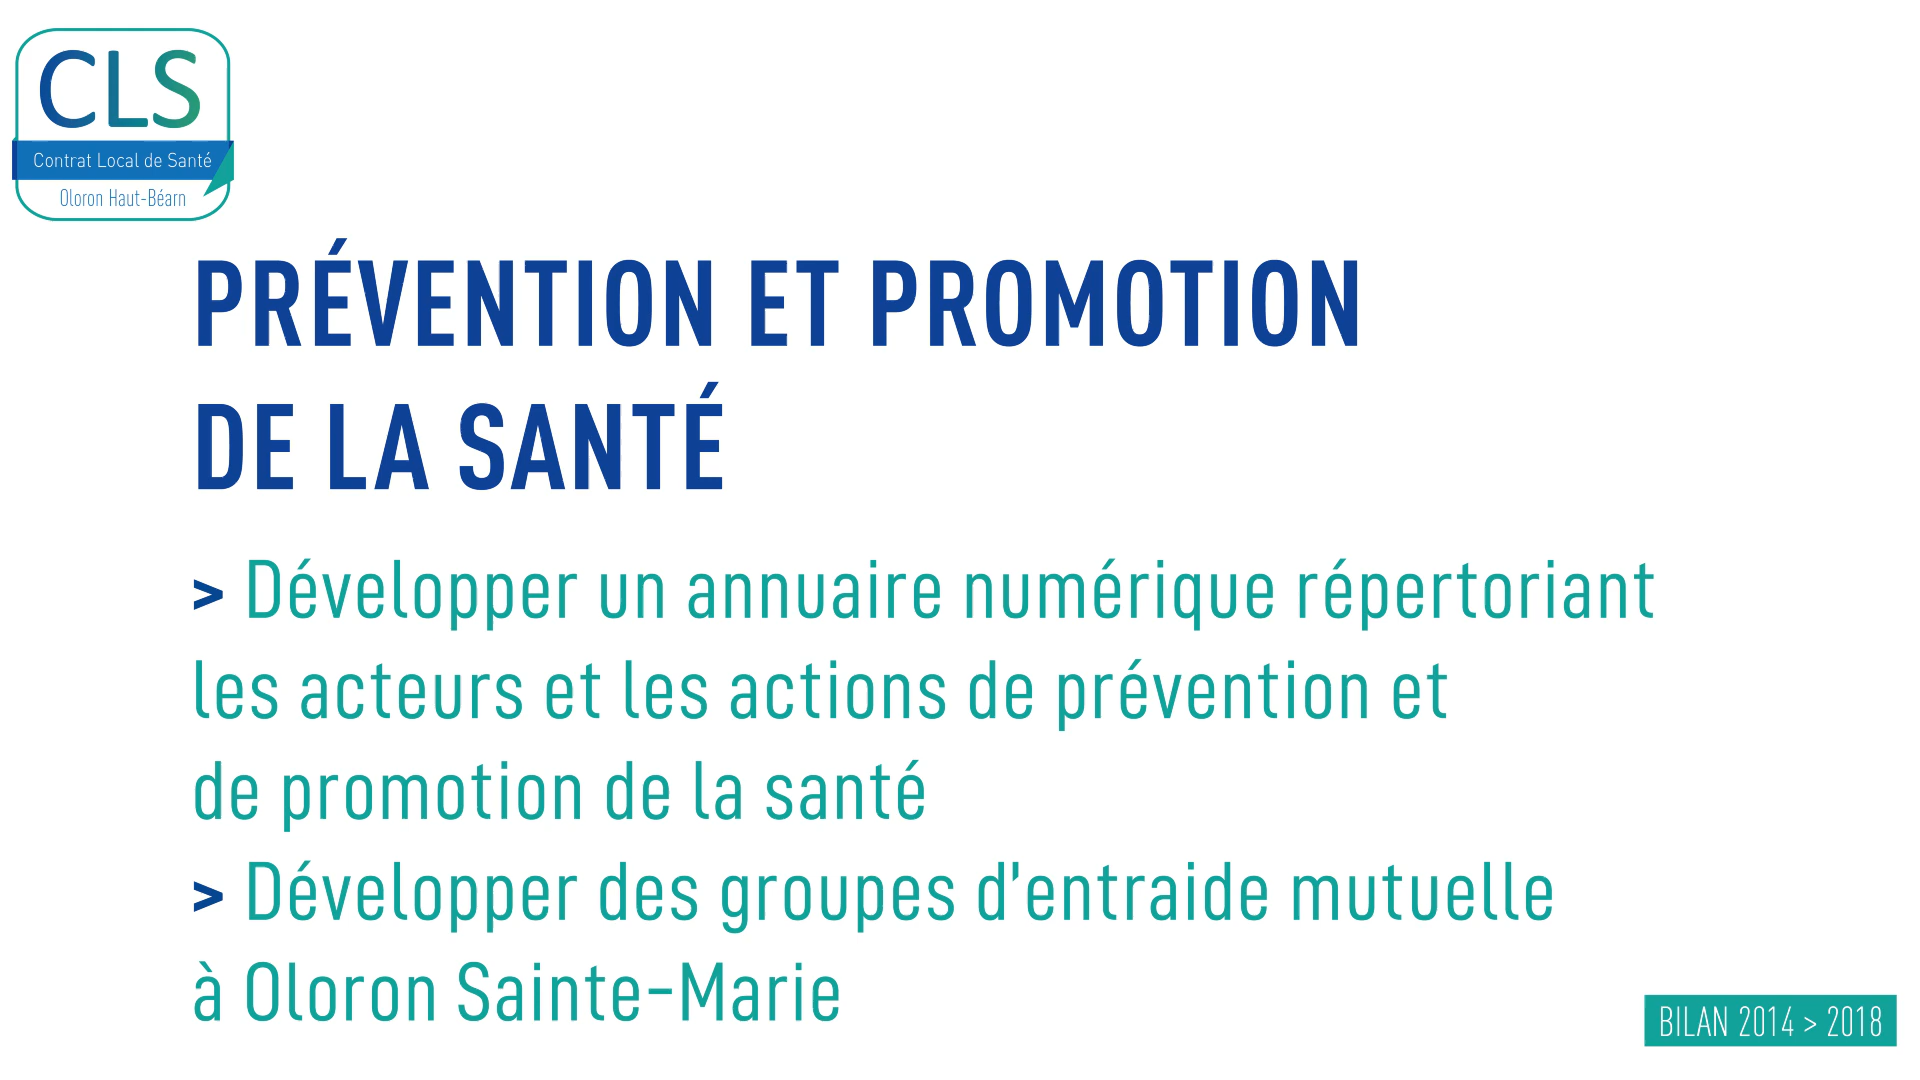 CLS
Contrat Local de Santé
Oloron Haut-Béarn
PRÉVENTION ET PROMOTION
DE LA SANTÉ
> Développer un annuaire numérique répertoriant
les acteurs et les actions de prévention et
de promotion de la santé
> Développer des groupes d'entraide mutuelle
à Oloron Sainte-Marie
BILAN 2014 > 2018